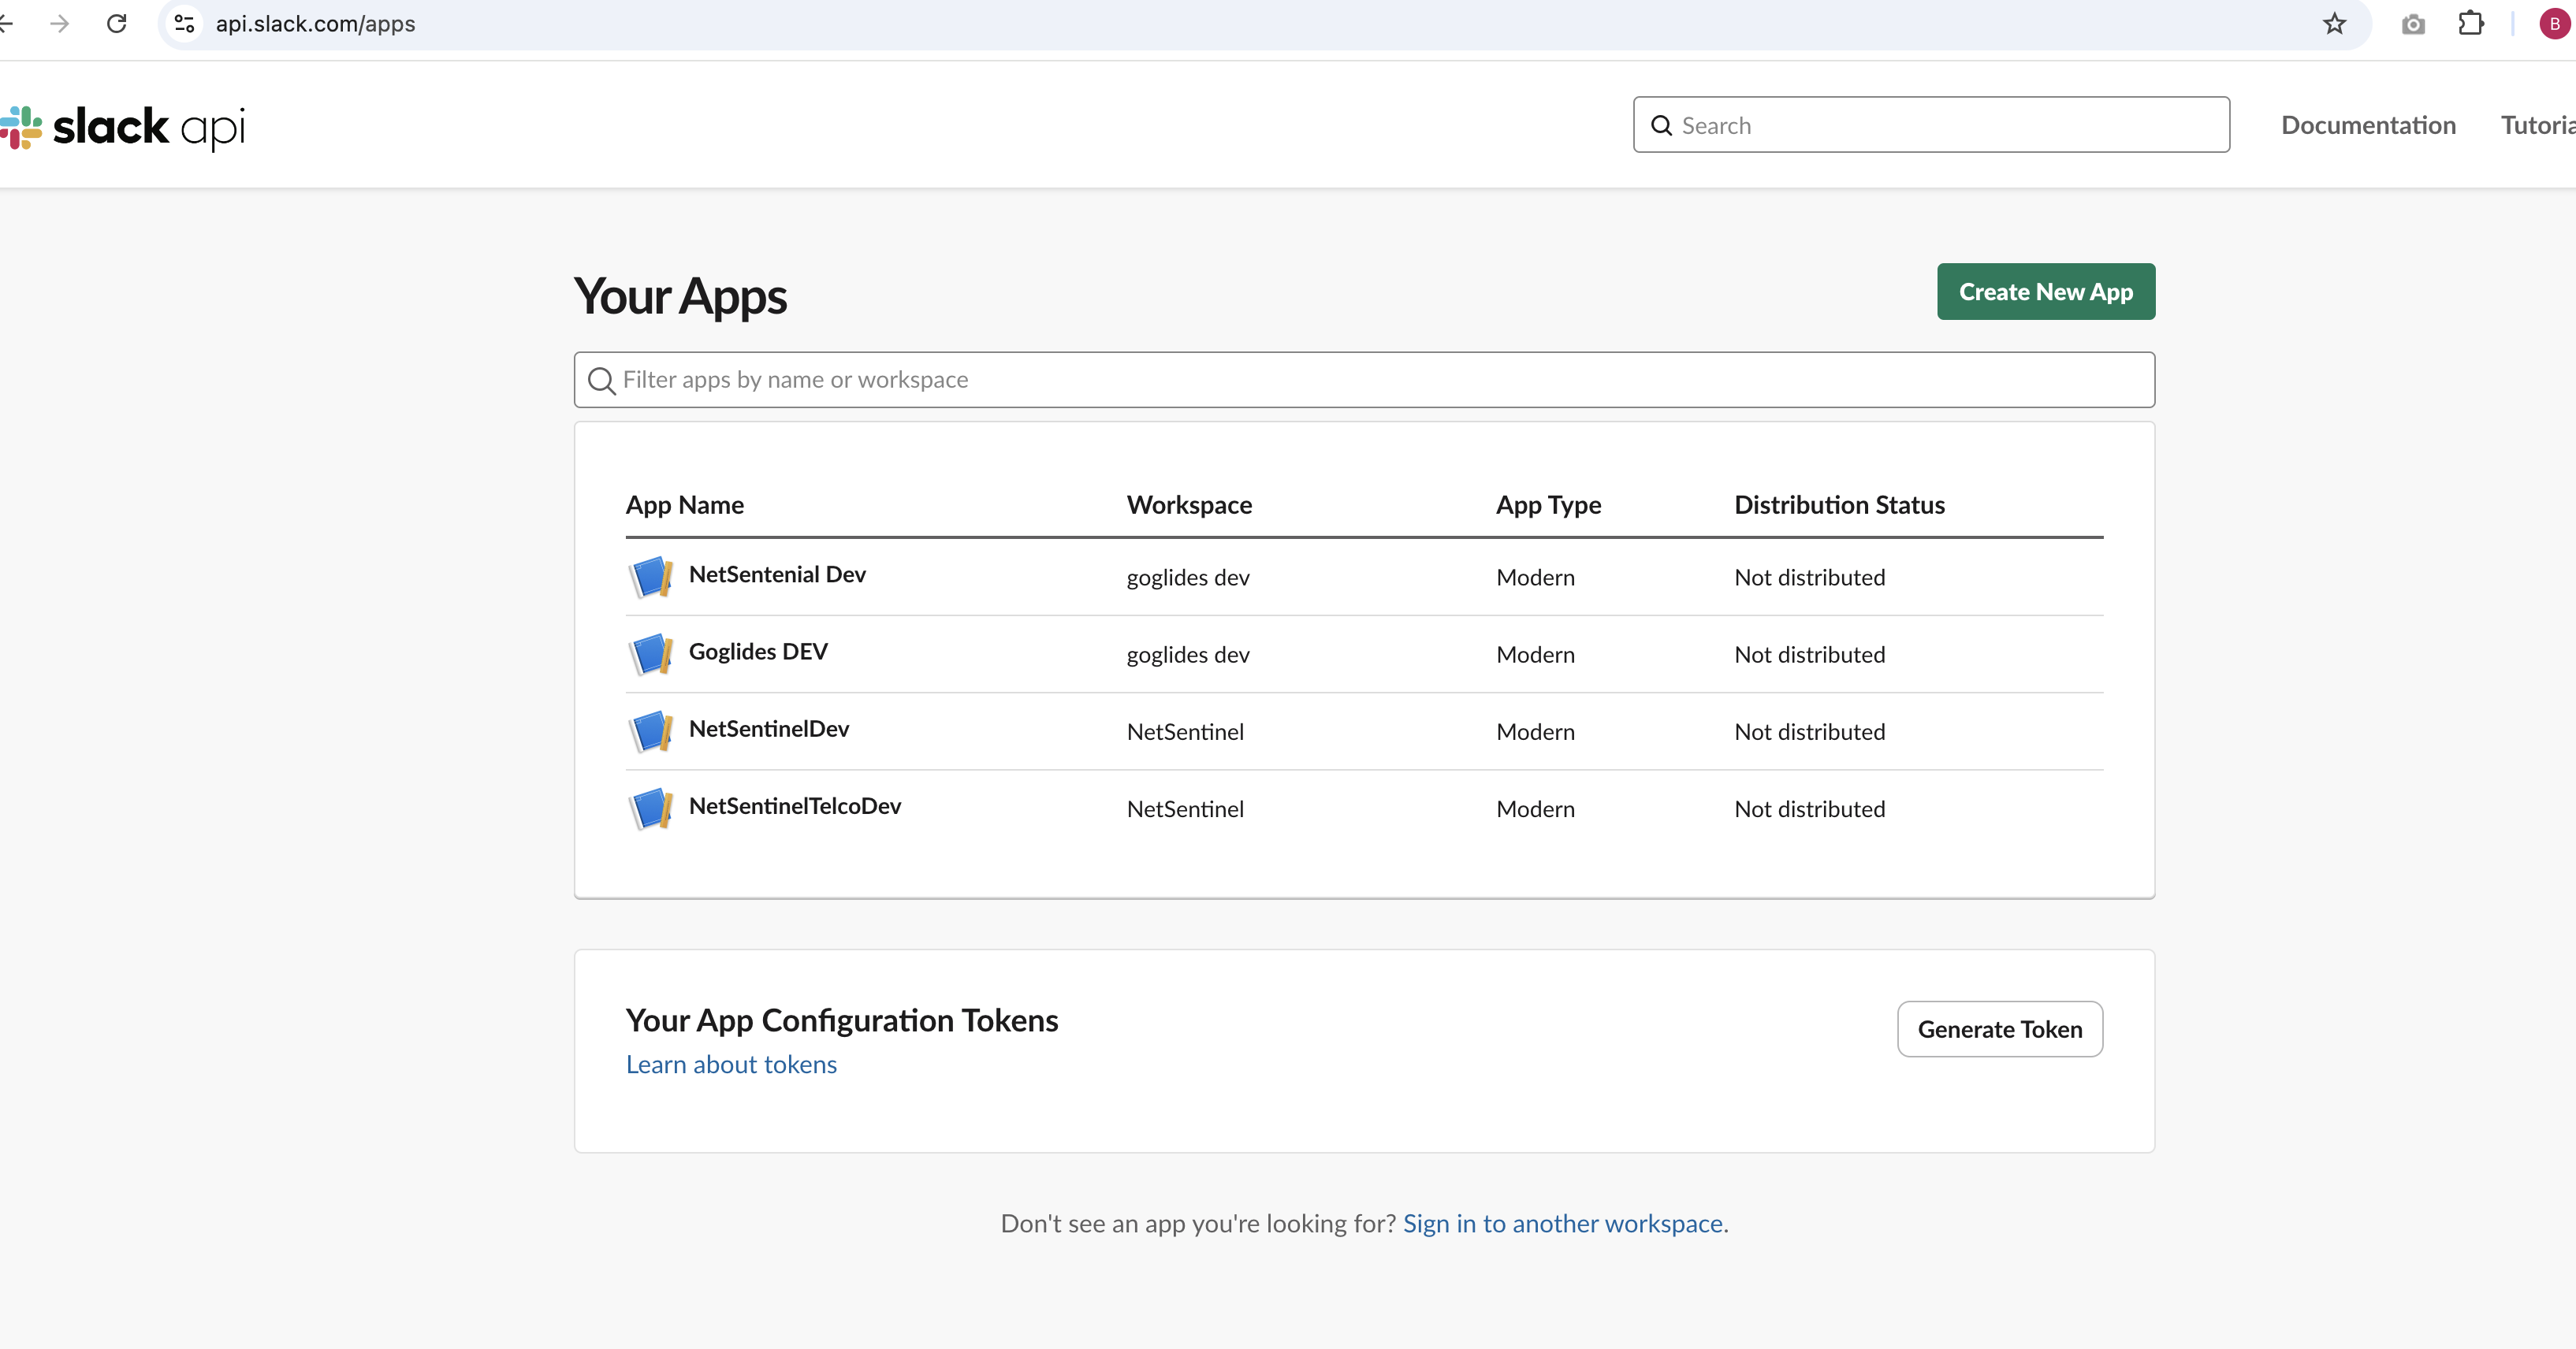 api.slack.com/apps
B
slack api
Search
Documentation
Tutoria
Your Apps
Create New App
Filter apps by name or workspace
App Name Workspace App Type Distribution Status
NetSentenial Dev goglides dev Modern Not distributed
Goglides DEV goglides dev Modern Not distributed
NetSentinelDev NetSentinel Modern Not distributed
NetSentinelTelcoDev NetSentinel Modern Not distributed
Your App Configuration Tokens
Generate Token
Learn about tokens
Don't see an app you're looking for? Sign in to another workspace.